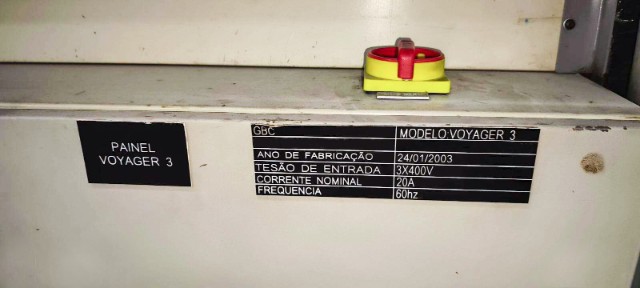 PAINEL
VOYAGER 3
GBC MODELO:VOYAGER 3
ANO DE FABRICAÇÃO 24/01/2003
TESÃO DE ENTRADA 3X400V
CORRENTE NOMINAL 20A
FREQUENCIA 60hz